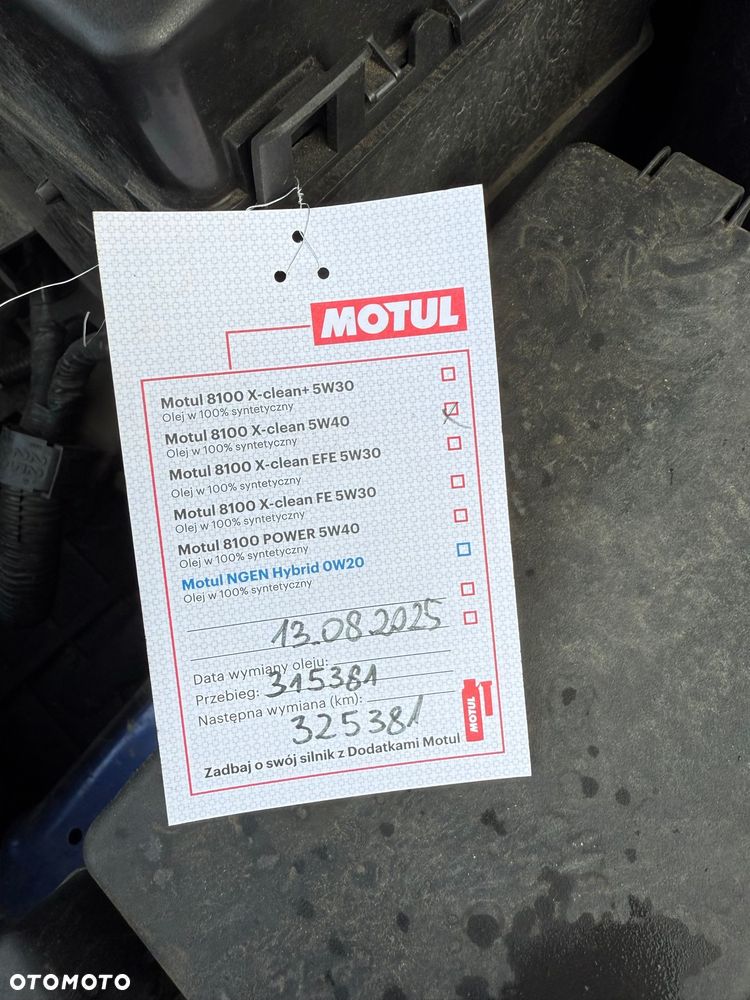 MOTUL
Motul 8100 X-clean+ 5W30
Olej w 100% syntetyczny
Motul 8100 X-clean 5W40
Olej w 100% syntetyczny
Motul 8100 X-clean EFE 5W30
Olej w 100% syntetyczny
Motul 8100 X-clean FE 5W30
Olej w 100% syntetyczny
Motul 8100 POWER 5W40
Olej w 100% syntetyczny
Motul NGEN Hybrid 0W20
Olej w 100% syntetyczny
13.08.2025
Data wymiany oleju:
Przebieg: 315381
Następna wymiana (km):
325381
MOTUL
Zadbaj o swój silnik z Dodatkami Motul
OTOMOTO